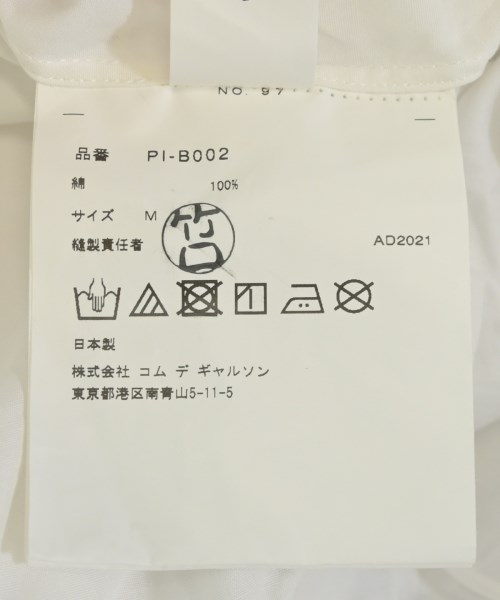 NO. 97
品番 PI-B002
綿 100%
サイズ M
竹口
縫製責任者 AD2021
日本製
株式会社 コム デ ギャルソン
東京都港区南青山5-11-5